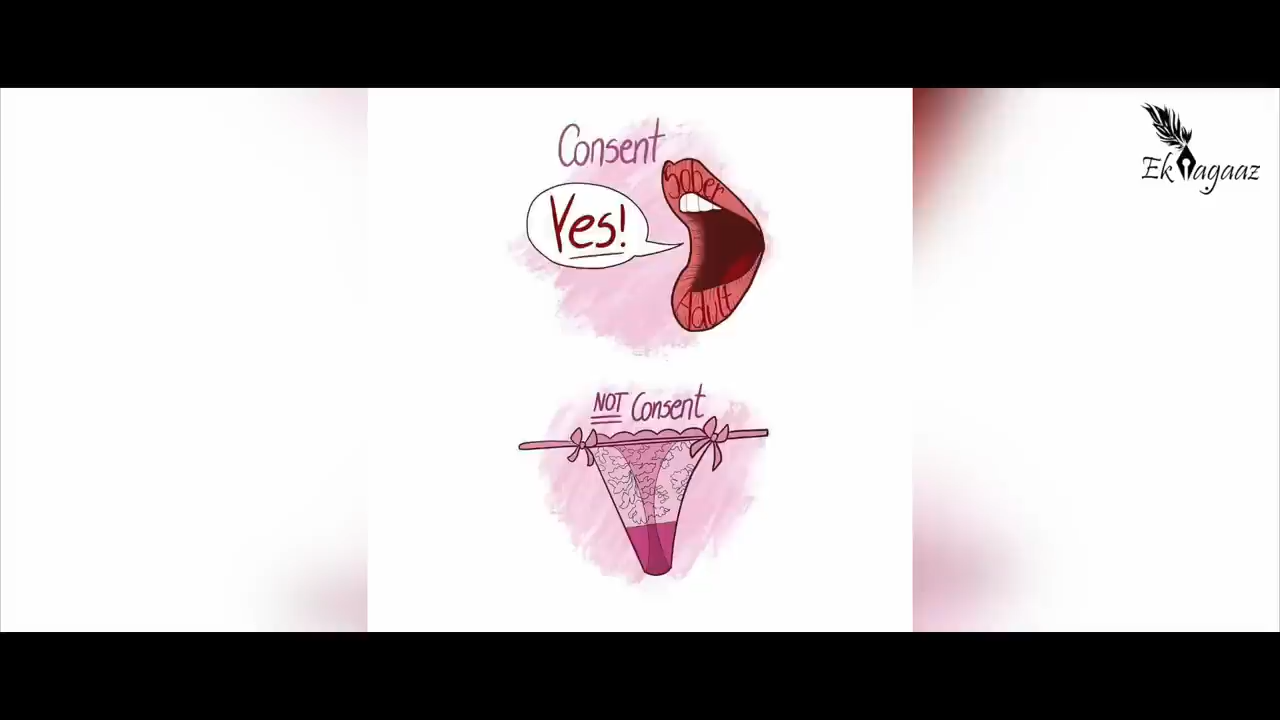 Consent
Sober
Yes!
Adult
NOT Consent
Ek aagaaz